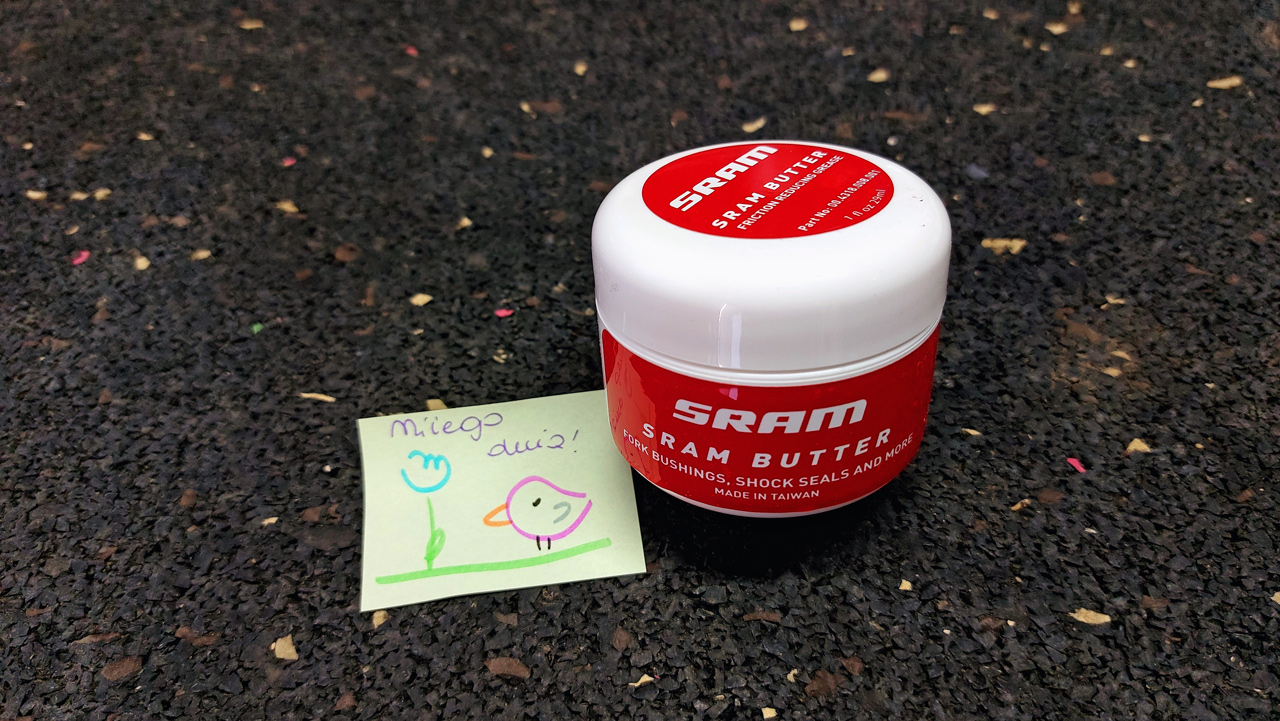 SRAM
SRAM BUTTER
FRICTION REDUCING GREASE
Part No: 00.4318.008.001
1 fl oz 29ml
SRAM
SRAM BUTTER
FORK BUSHINGS, SHOCK SEALS AND MORE
MADE IN TAIWAN
Miłego
dnia!